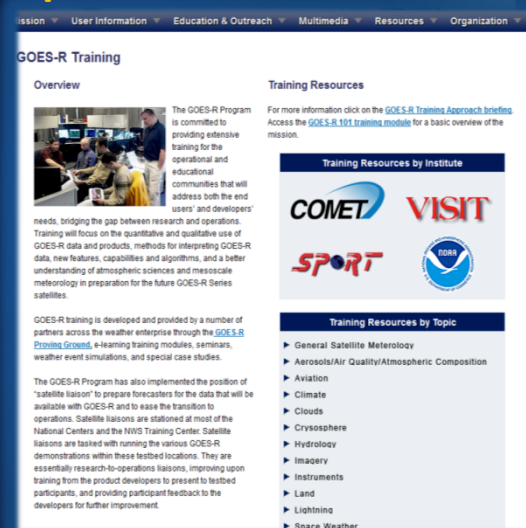 ission User Information Education & Outreach Multimedia Resources Organization
GOES-R Training
Overview
The GOES-R Program
is committed to
providing extensive
training for the
operational and
educational
communities that will
address both the end
users' and developers'
needs, bridging the gap between research and operations.
Training will focus on the quantitative and qualitative use of
GOES-R data and products, methods for interpreting GOES-R
data, new features, capabilities and algorithms, and a better
understanding of atmospheric sciences and mesoscale
meteorology in preparation for the future GOES-R Series
satellites.
GOES-R training is developed and provided by a number of
partners across the weather enterprise through the GOES-R
Proving Ground, e-learning training modules, seminars,
weather event simulations, and special case studies.
The GOES-R Program has also implemented the position of
"satellite liaison" to prepare forecasters for the data that will be
available with GOES-R and to ease the transition to
operations. Satellite liaisons are stationed at most of the
National Centers and the NWS Training Center. Satellite
liaisons are tasked with running the various GOES-R
demonstrations within these testbed locations. They are
essentially research-to-operations liaisons, improving upon
training from the product developers to present to testbed
participants, and providing participant feedback to the
developers for further improvement.
Training Resources
For more information click on the GOES-R Training Approach briefing.
Access the GOES-R 101 training module for a basic overview of the
mission.
Training Resources by Institute
COMET VISIT
SPORT NOAA
Training Resources by Topic
General Satellite Meterology
Aerosols/Air Quality/Atmospheric Composition
Aviation
Climate
Clouds
Crysosphere
Hydrology
Imagery
Instruments
Land
Lightning
Space Weather